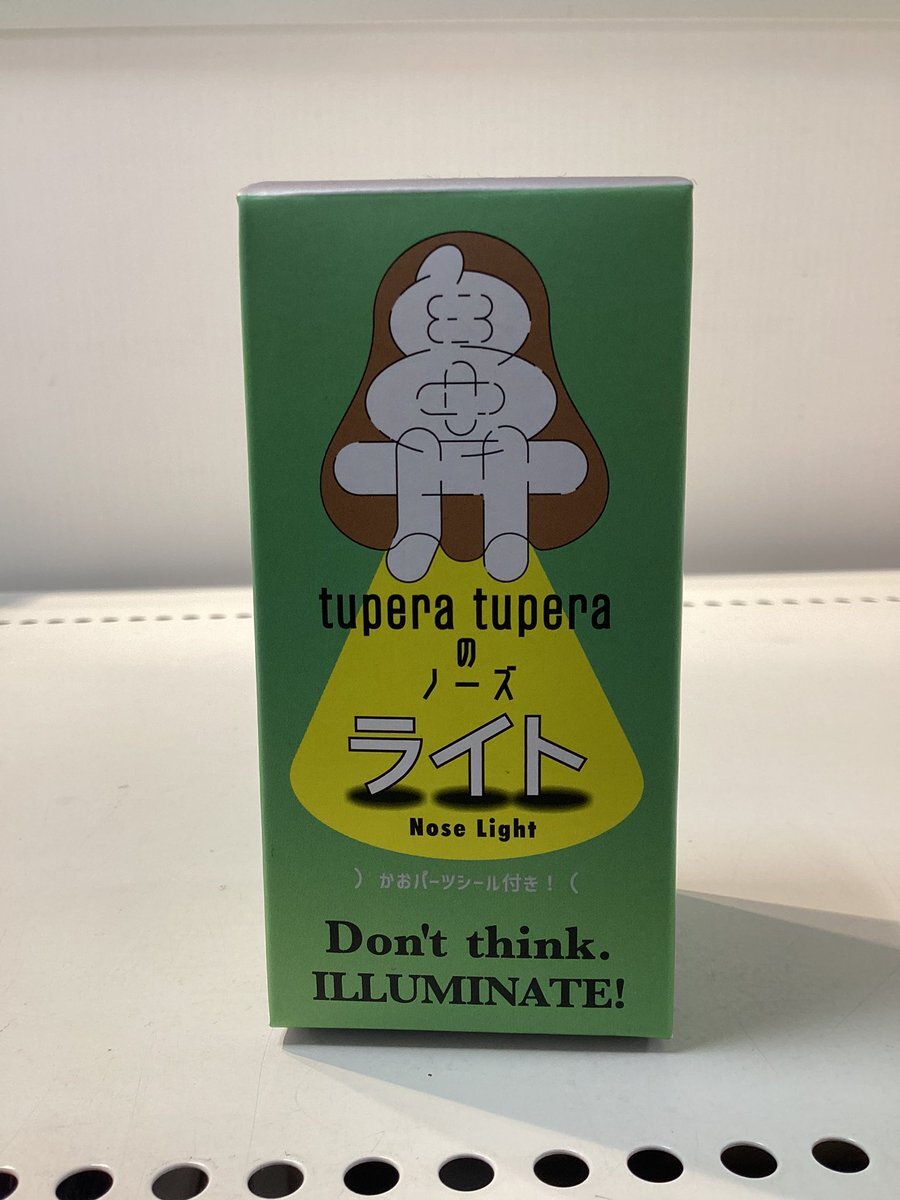 鼻
tupera tupera
の
ノーズ
ライト
Nose Light
) かおパーツシール付き! (
Don't think.
ILLUMINATE!